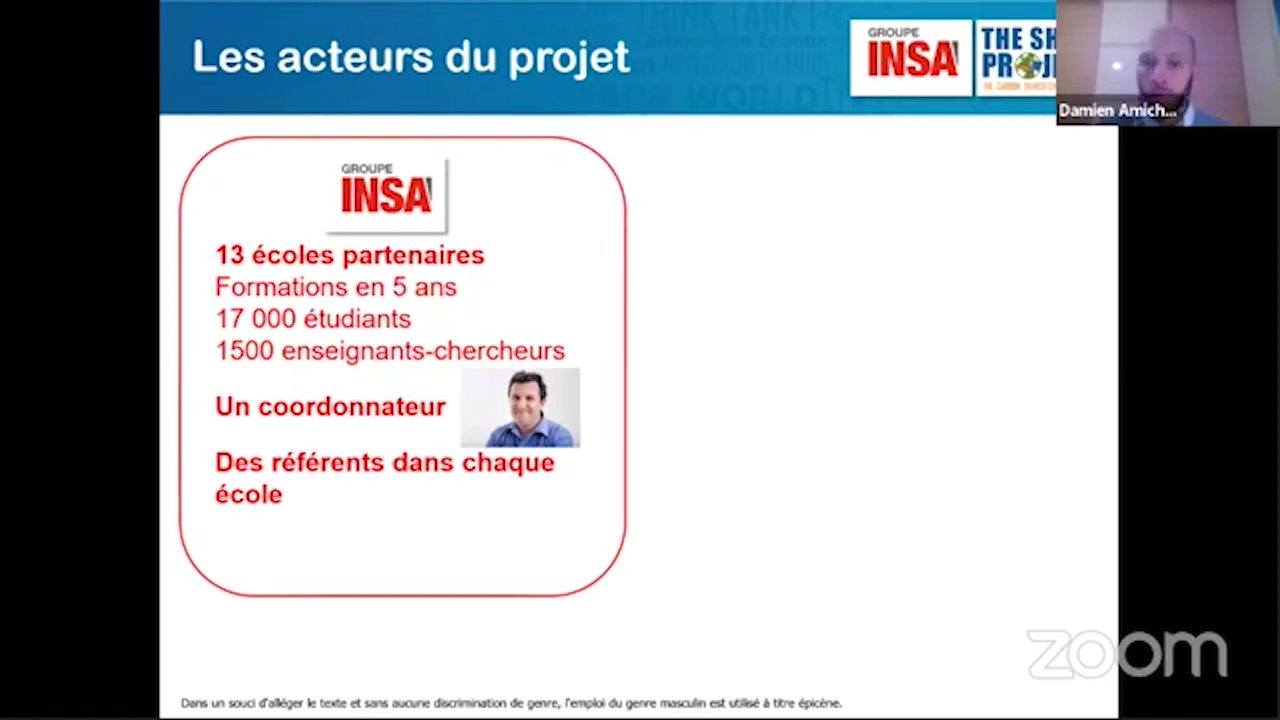 Les acteurs du projet
GROUPE
INSA
THE SH
PROJ
Damien Amich...
GROUPE
INSA
13 écoles partenaires
Formations en 5 ans
17 000 étudiants
1500 enseignants-chercheurs
Un coordonnateur
Des référents dans chaque
école
zoom
Dans un souci d'alléger le texte et sans aucune discrimination de genre, l'emploi du genre masculin est utilisé à titre épicène.